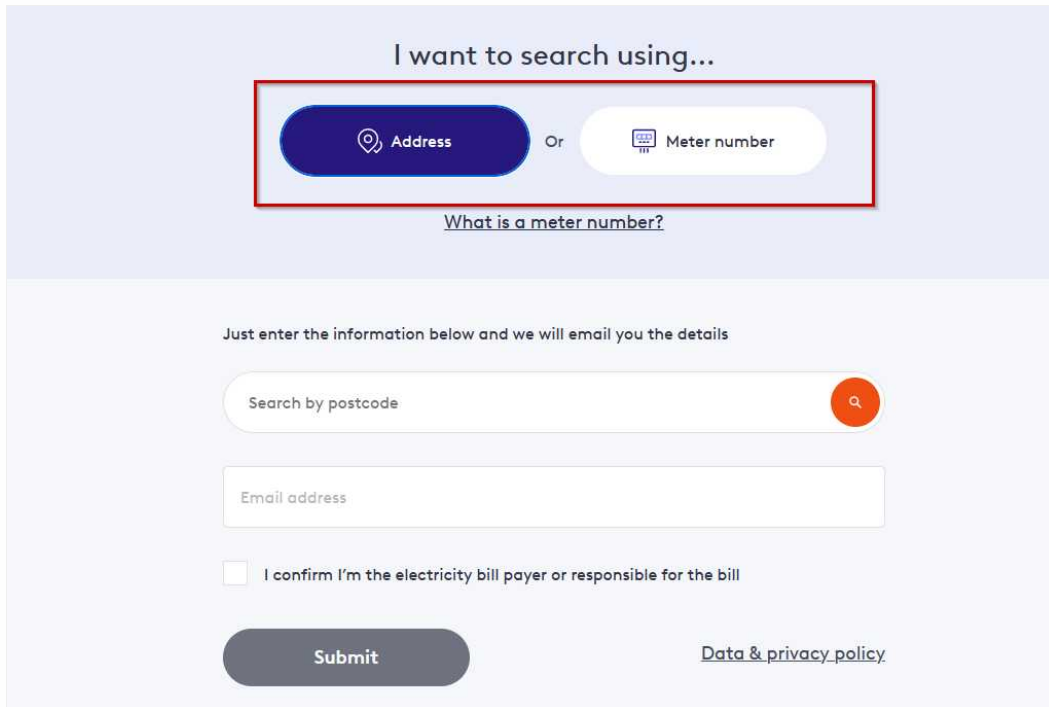 I want to search using...
Address Or Meter number
What is a meter number?
Just enter the information below and we will email you the details
Search by postcode
Email address
I confirm I'm the electricity bill payer or responsible for the bill
Submit Data & privacy policy